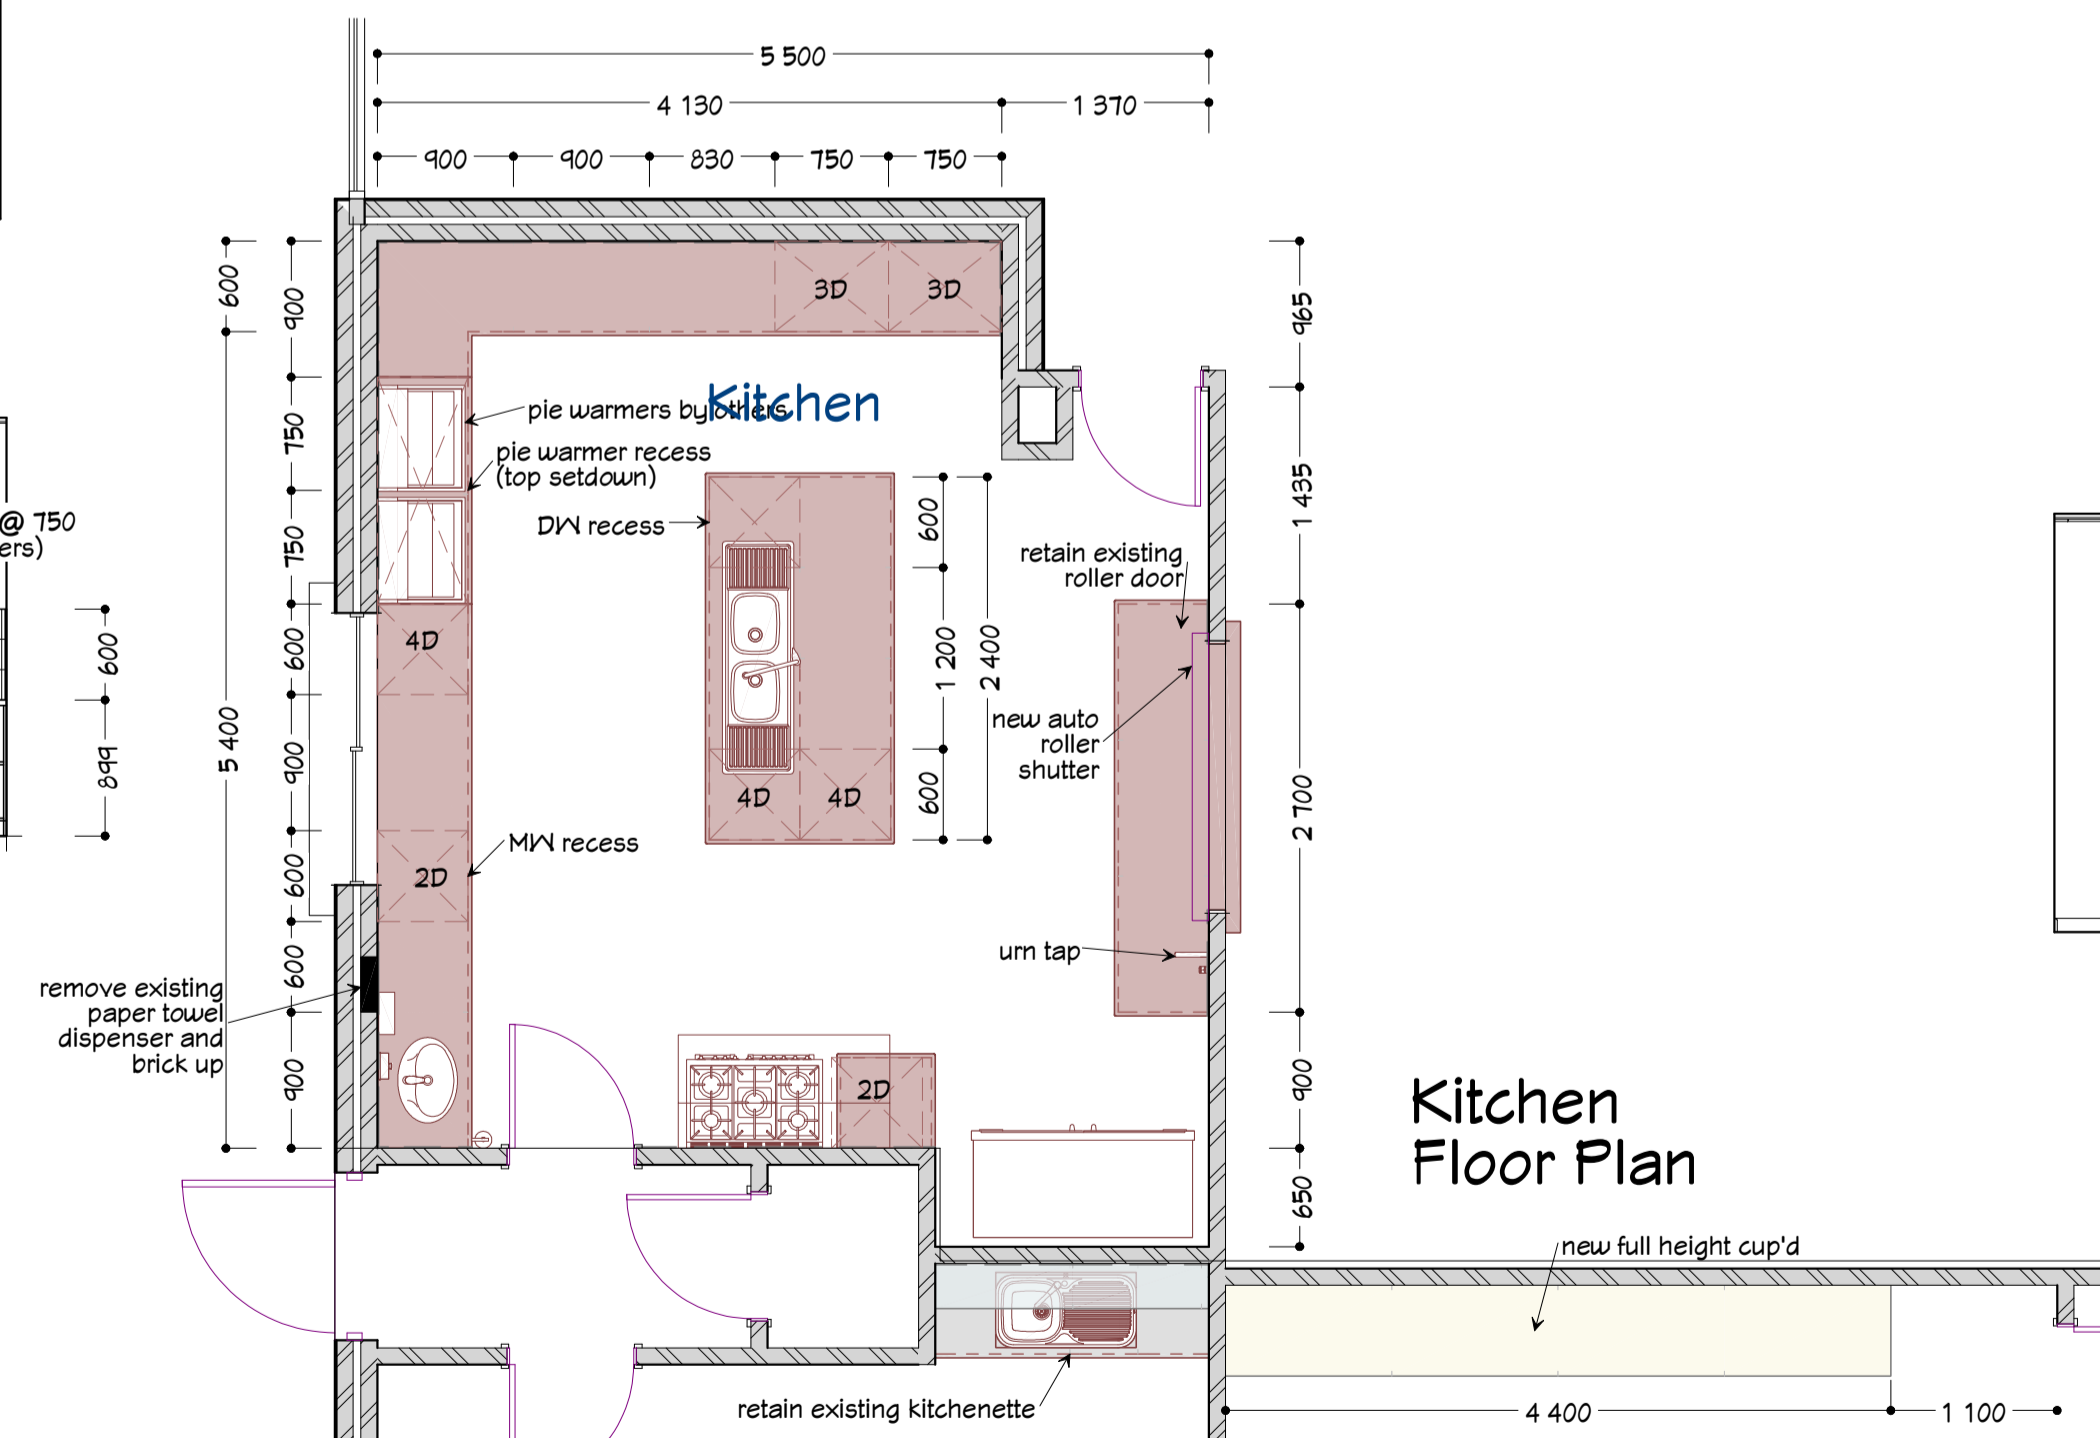 5 500
4 130
1 370
900
900
830
750
750
600
5 400
900
750
750
600
900
600
600
900
3D
3D
Kitchen
pie warmers by others
pie warmer recess
(top setdown)
DW recess
@ 750
ers)
600
899
4D
2D
MW recess
600
1 200
600
2 400
4D
4D
retain existing
roller door
new auto
roller
shutter
urn tap
965
1 435
2 700
900
650
remove existing
paper towel
dispenser and
brick up
2D
Kitchen
Floor Plan
new full height cup'd
retain existing kitchenette
4 400
1 100